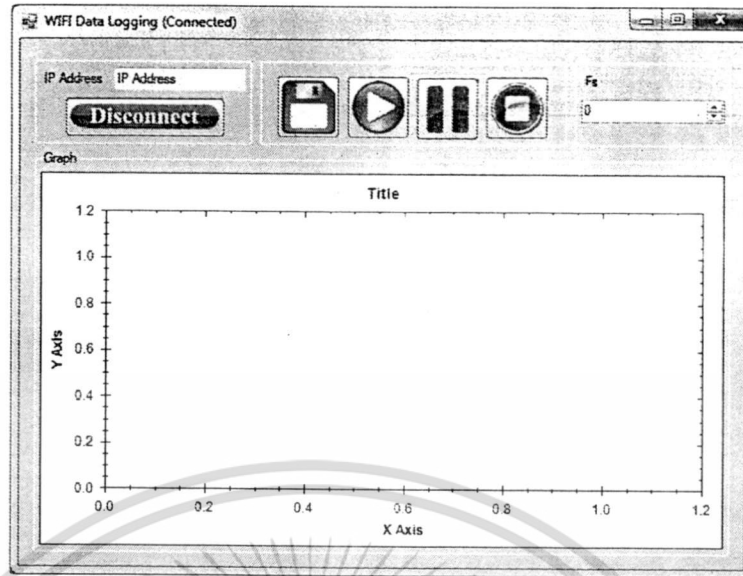 WIFI Data Logging (Connected)
IP Address IP Address
Disconnect
Fs
0
Graph
Title
Y Axis
1.2
1.0
0.8
0.6
0.4
0.2
0.0
0.0 0.2 0.4 0.6 0.8 1.0 1.2
X Axis